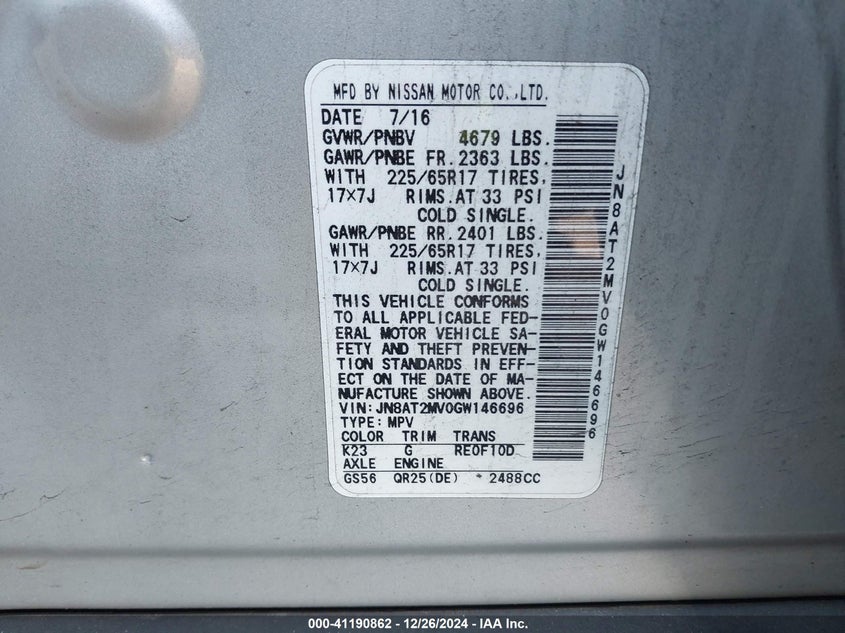 MFD BY NISSAN MOTOR CO.,LTD.
DATE 7/16
GVWR/PNBV 4679 LBS.
GAWR/PNBE FR. 2363 LBS.
WITH 225/65R17 TIRES,
17×7J RIMS. AT 33 PSI
COLD SINGLE.
GAWR/PNBE RR. 2401 LBS.
WITH 225/65R17 TIRES,
17×7J RIMS. AT 33 PSI
COLD SINGLE.
THIS VEHICLE CONFORMS
TO ALL APPLICABLE FED-
ERAL MOTOR VEHICLE SA-
FETY AND THEFT PREVEN-
TION STANDARDS IN EFF-
ECT ON THE DATE OF MA-
NUFACTURE SHOWN ABOVE.
VIN: JN8AT2MV0GW146696
TYPE: MPV
COLOR TRIM TRANS
K23 G RE0F10D
AXLE ENGINE
GS56 QR25(DE) * 2488CC
JN8AT2MV0GW146696
000-41190862 - 12/26/2024 - IAA Inc.